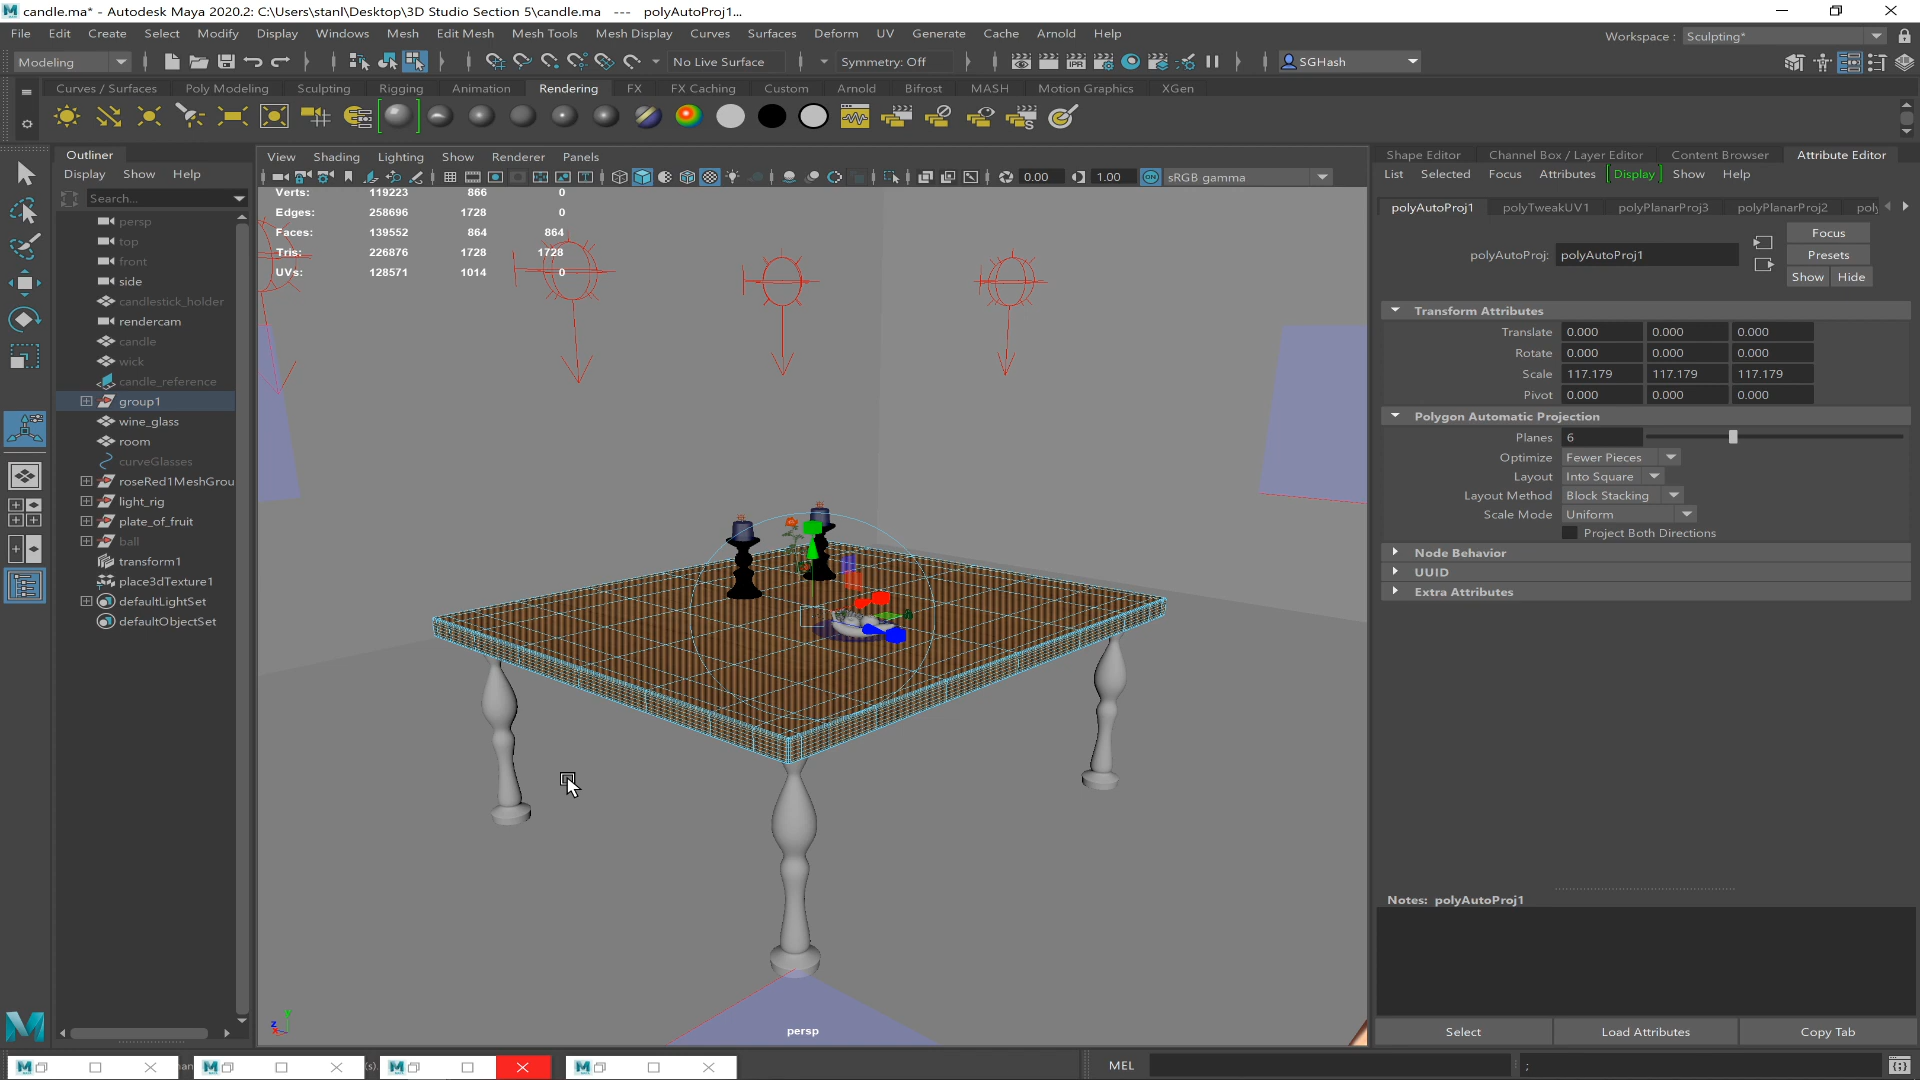 candle.ma* - Autodesk Maya 2020.2: C:\Users\stanl\Desktop\3D Studio Section 5\candle.ma --- polyAutoProj1...
File Edit Create Select Modify Display Windows Mesh Edit Mesh Mesh Tools Mesh Display Curves Surfaces Deform UV Generate Cache Arnold Help
Workspace : Sculpting*
Modeling
No Live Surface
Symmetry: Off
SGHash
Curves / Surfaces Poly Modeling Sculpting Rigging Animation Rendering FX FX Caching Custom Arnold Bifrost MASH Motion Graphics XGen
Outliner
Display Show Help
Search...
persp
top
front
side
candlestick_holder
rendercam
candle
wick
candle_reference
group1
wine_glass
room
curveGlasses
roseRed1MeshGrou
light_rig
plate_of_fruit
ball
transform1
place3dTexture1
defaultLightSet
defaultObjectSet
View Shading Lighting Show Renderer Panels
0.00 1.00 ON sRGB gamma
Verts: 119223 866 0
Edges: 258696 1728 0
Faces: 139552 864 864
Tris: 226876 1728 1728
UVs: 128571 1014 0
persp
Shape Editor Channel Box / Layer Editor Content Browser Attribute Editor
List Selected Focus Attributes Display Show Help
polyAutoProj1 polyTweakUV1 polyPlanarProj3 polyPlanarProj2 poly
polyAutoProj: polyAutoProj1
Focus
Presets
Show Hide
Transform Attributes
Translate 0.000 0.000 0.000
Rotate 0.000 0.000 0.000
Scale 117.179 117.179 117.179
Pivot 0.000 0.000 0.000
Polygon Automatic Projection
Planes 6
Optimize Fewer Pieces
Layout Into Square
Layout Method Block Stacking
Scale Mode Uniform
Project Both Directions
Node Behavior
UUID
Extra Attributes
Notes: polyAutoProj1
Select Load Attributes Copy Tab
MEL
;